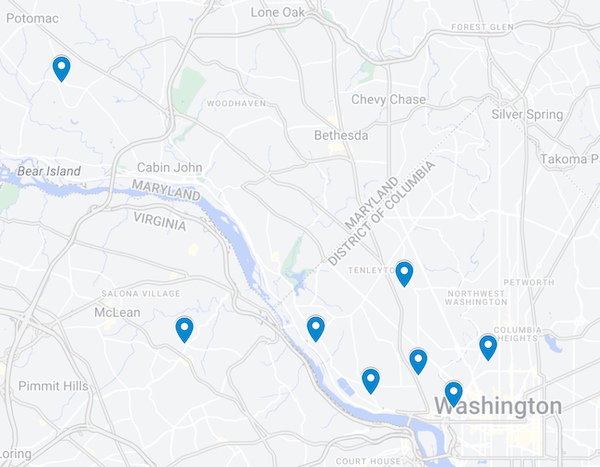 Lone Oak
Potomac
FOREST GLEN
WOODHAVEN
Chevy Chase
Silver Spring
Bethesda
Takoma P
Cabin John
Bear Island
MARYLAND
VIRGINIA
MARYLAND
DISTRICT OF COLUMBIA
TENLEYTO
PETWORTH
SALONA VILLAGE
NORTHWEST
WASHINGTON
McLean
COLUMBIA
HEIGHTS
Pimmit Hills
Washington
Loring
COURT HOUSE